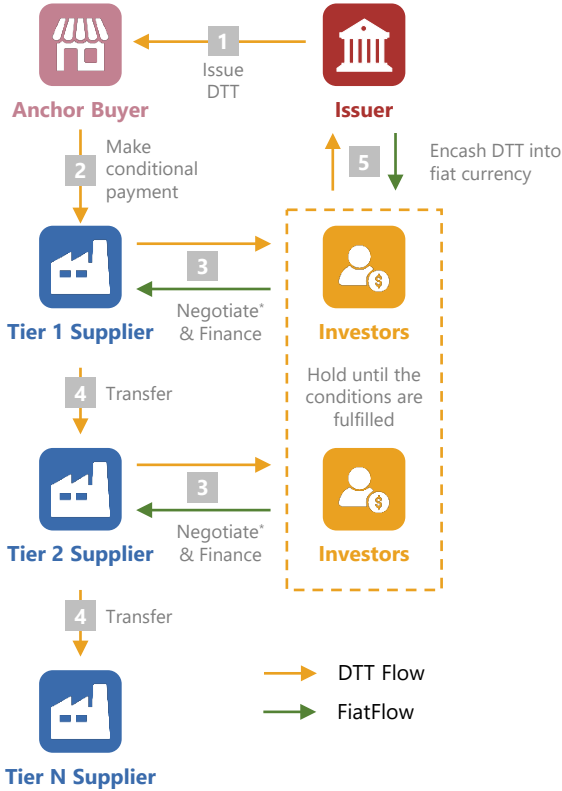 1
Issue
DTT
Anchor Buyer
Issuer
2
Make
conditional
payment
5
Encash DTT into
fiat currency
3
Negotiate*
& Finance
$
Tier 1 Supplier
Investors
4
Transfer
Hold until the
conditions are
fulfilled
3
Negotiate*
& Finance
$
Tier 2 Supplier
Investors
4
Transfer
DTT Flow
FiatFlow
Tier N Supplier